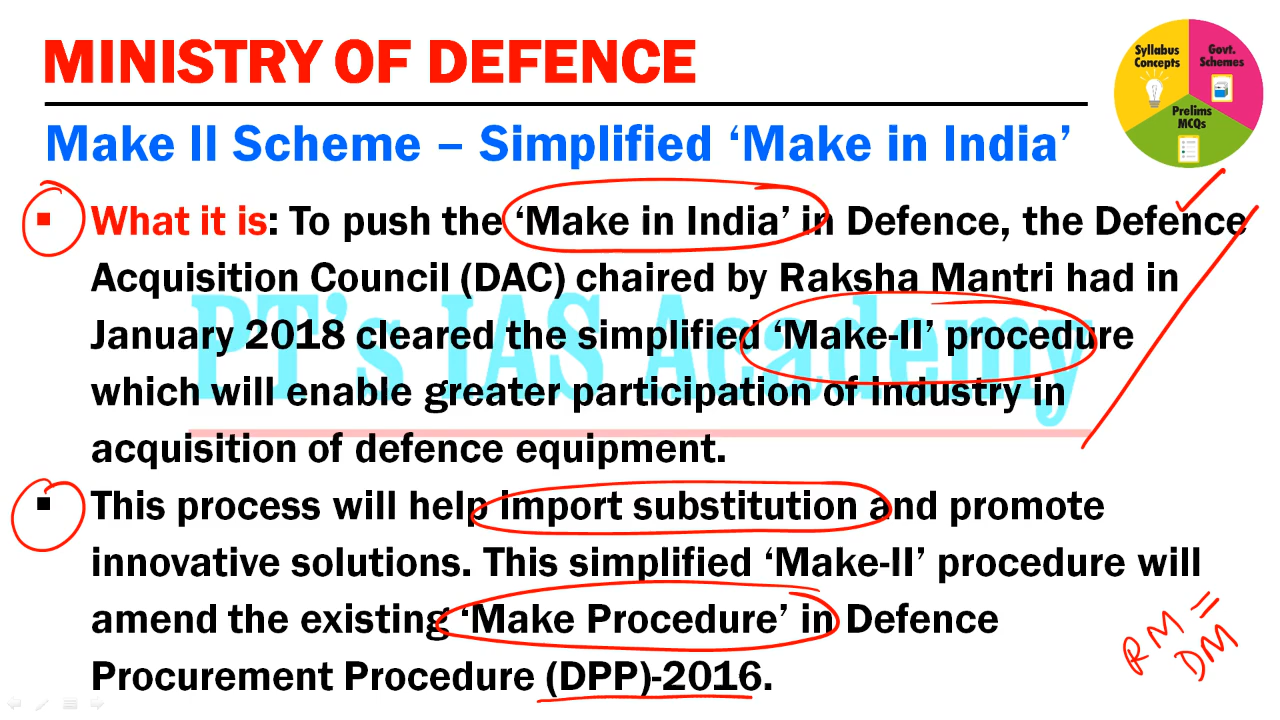 MINISTRY OF DEFENCE
Syllabus Concepts
Govt. Schemes
Prelims MCQs
Make II Scheme – Simplified ‘Make in India’
▪ What it is: To push the ‘Make in India’ in Defence, the Defence
Acquisition Council (DAC) chaired by Raksha Mantri had in
January 2018 cleared the simplified ‘Make-II’ procedure
which will enable greater participation of industry in
acquisition of defence equipment.
▪ This process will help import substitution and promote
innovative solutions. This simplified ‘Make-II’ procedure will
amend the existing ‘Make Procedure’ in Defence
Procurement Procedure (DPP)-2016.
PT's IAS Academy
RM =
DM